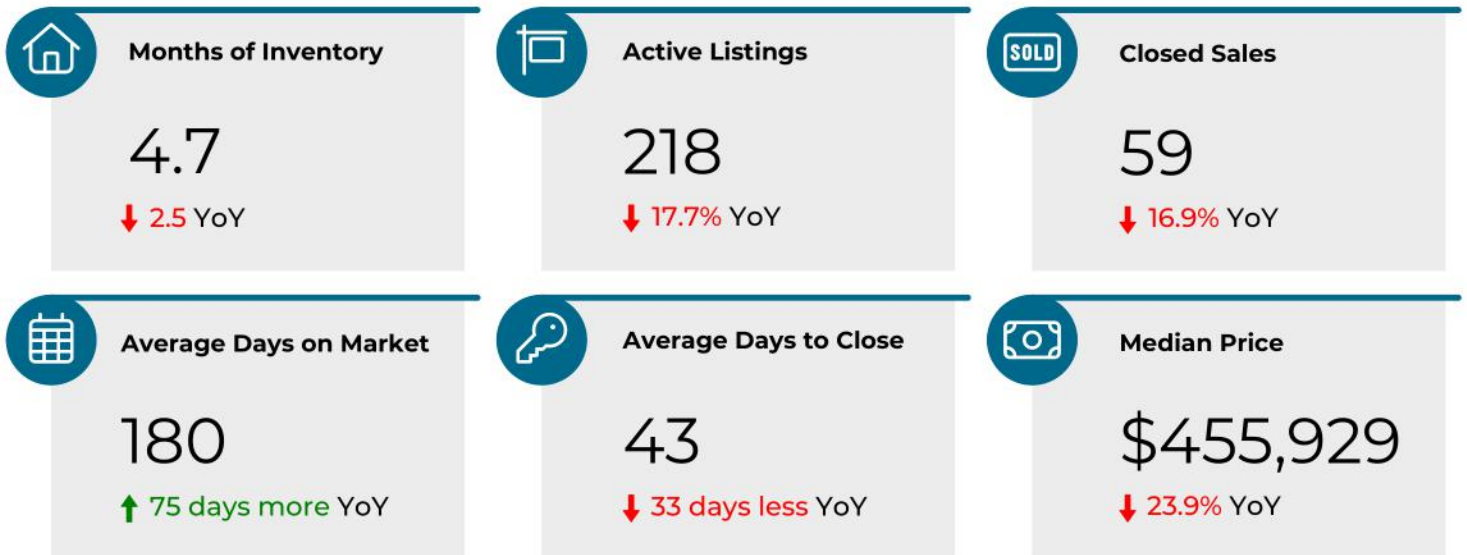 Months of Inventory
4.7
↓ 2.5 YoY
Active Listings
218
↓ 17.7% YoY
SOLD
Closed Sales
59
↓ 16.9% YoY
Average Days on Market
180
↑ 75 days more YoY
Average Days to Close
43
↓ 33 days less YoY
Median Price
$455,929
↓ 23.9% YoY